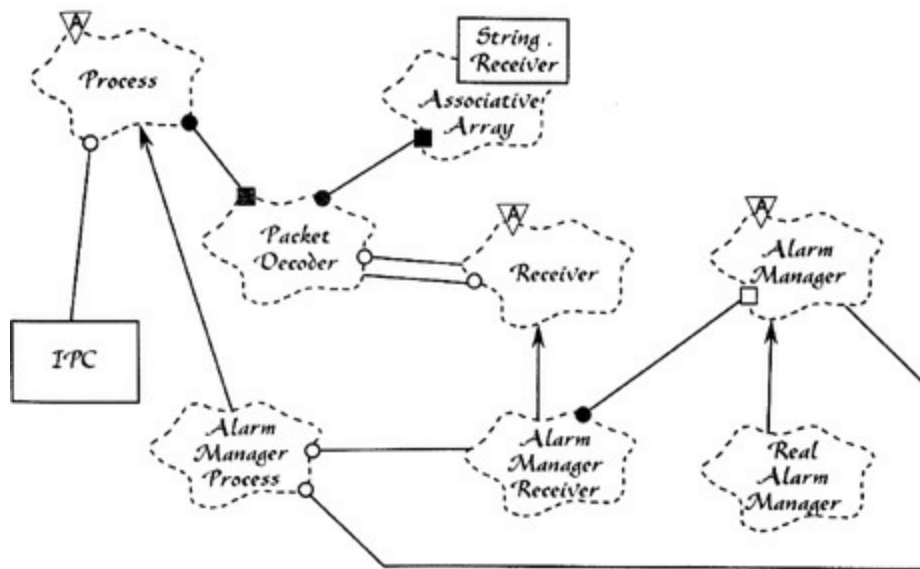 A
Process
String .
Receiver
Associative
Array
Packet
Decoder
A
Receiver
A
Alarm
Manager
IPC
Alarm
Manager
Process
Alarm
Manager
Receiver
Real
Alarm
Manager